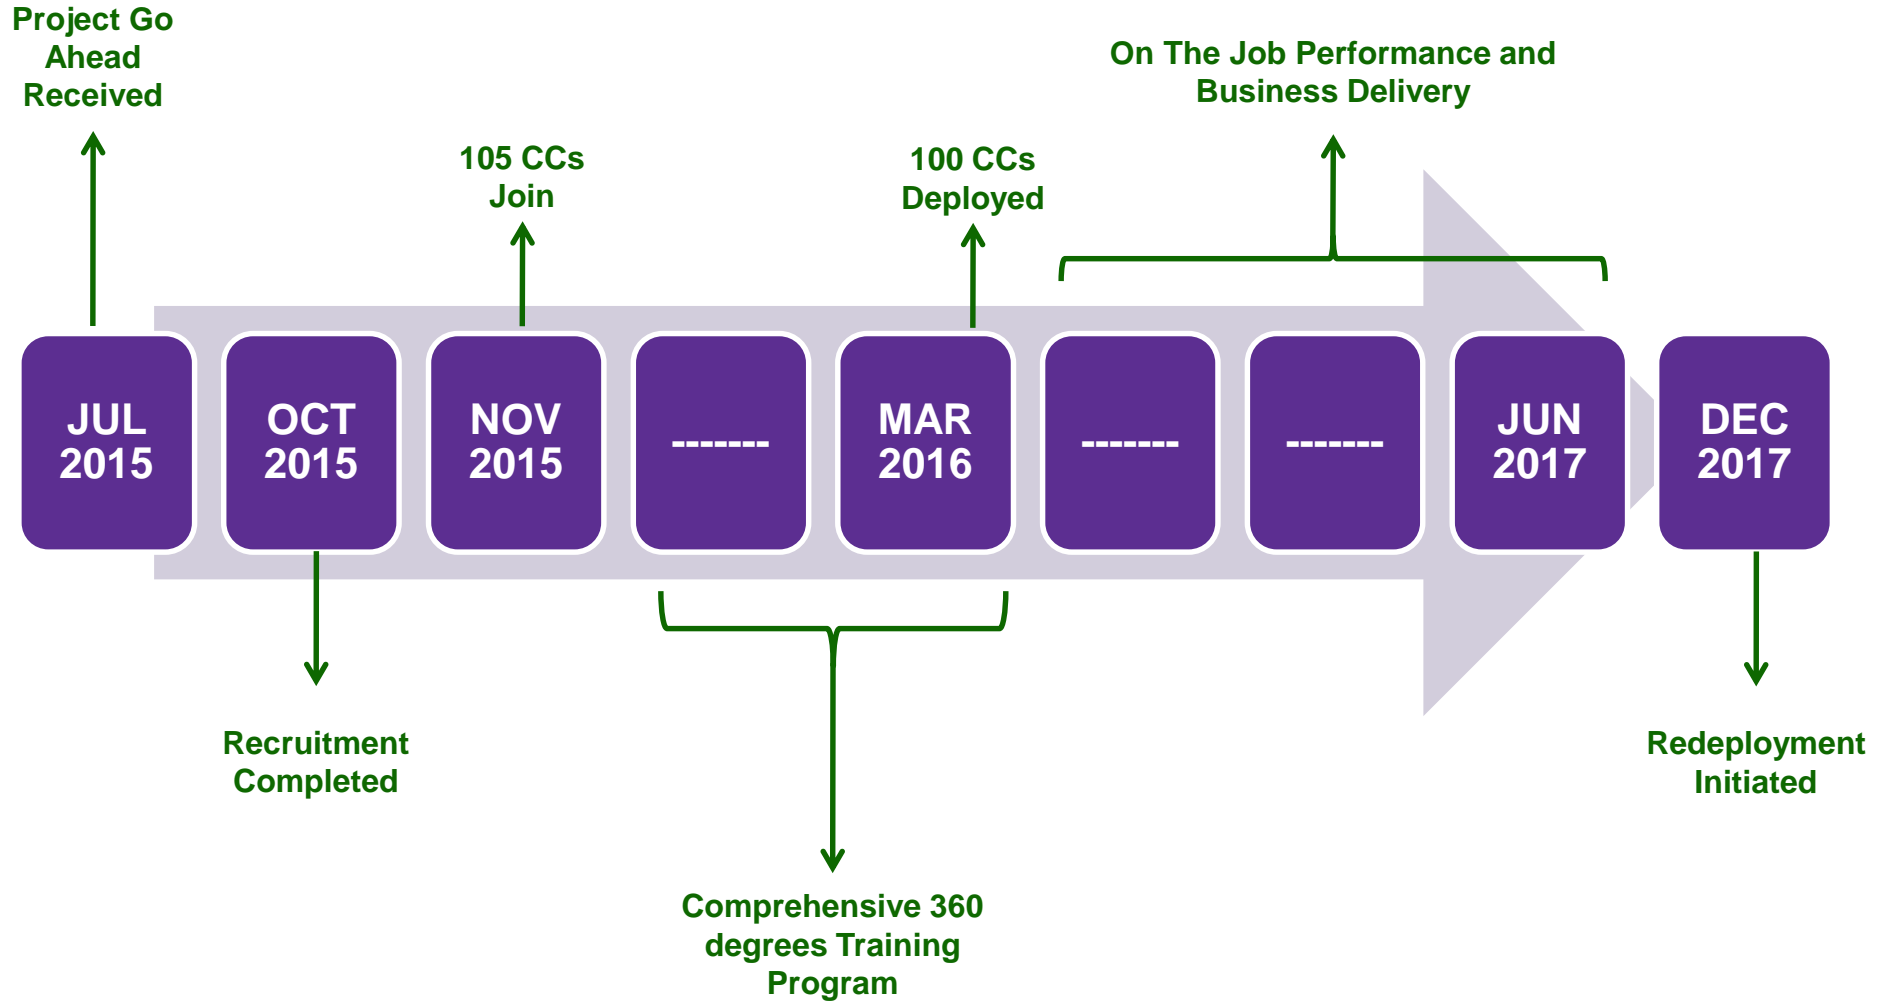 Project Go
Ahead
Received
On The Job Performance and
Business Delivery
105 CCs
Join
100 CCs
Deployed
JUL
2015
OCT
2015
NOV
2015
-------
MAR
2016
-------
-------
JUN
2017
DEC
2017
Recruitment
Completed
Redeployment
Initiated
Comprehensive 360
degrees Training
Program